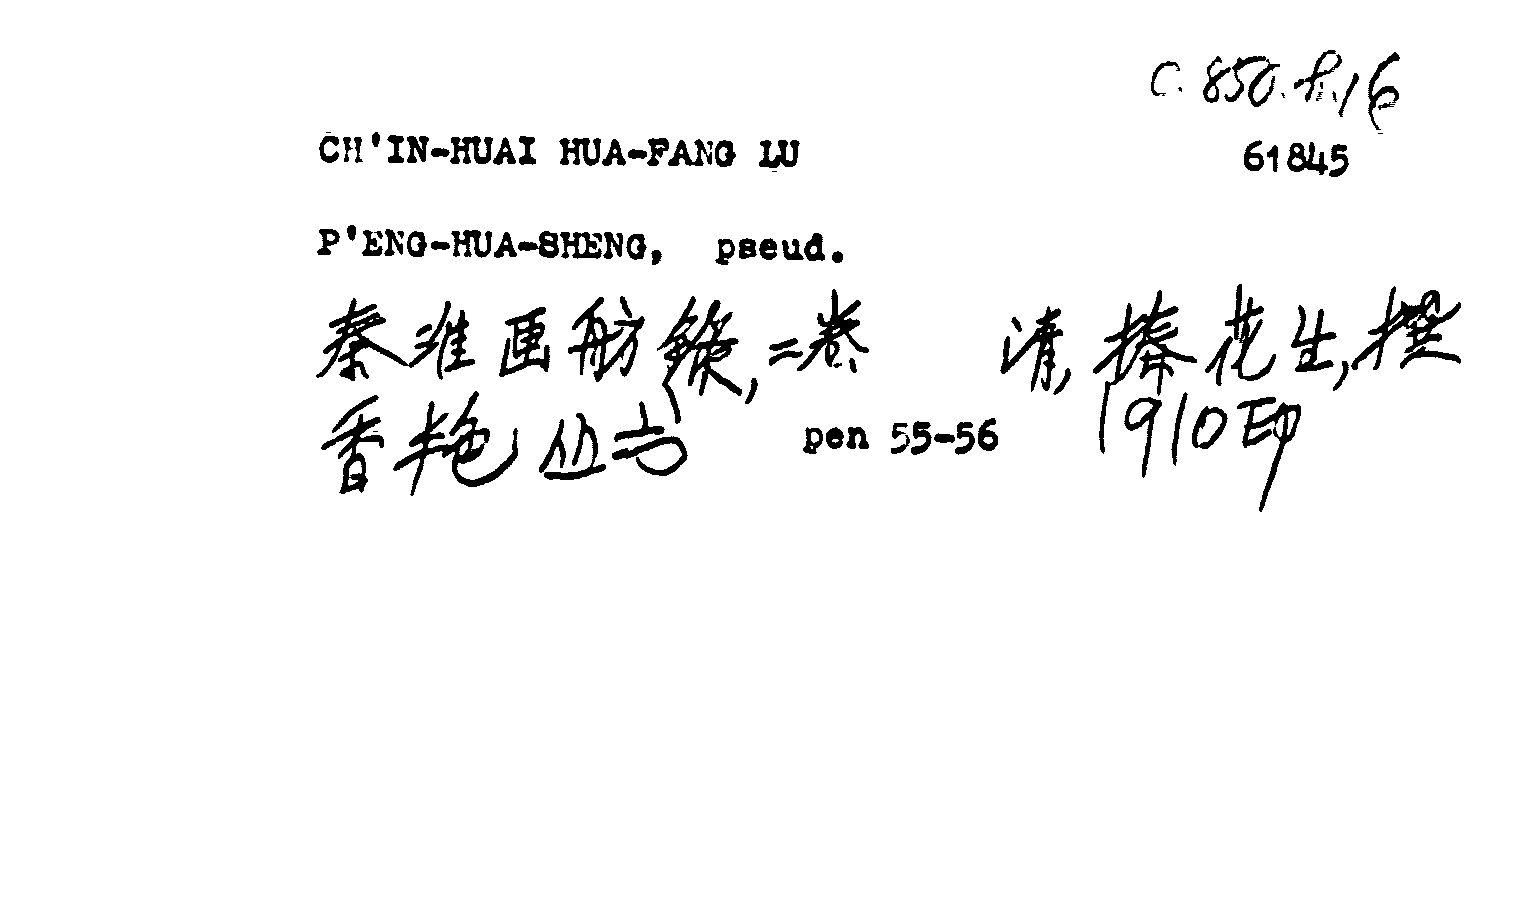 C. 850. f. 16
CH'IN-HUAI HUA-FANG LU 61845
P'ENG-HUA-SHENG, pseud.
秦淮画舫錄,二卷 清,捧花生,撰
香艳丛书 pen 55-56 1910印